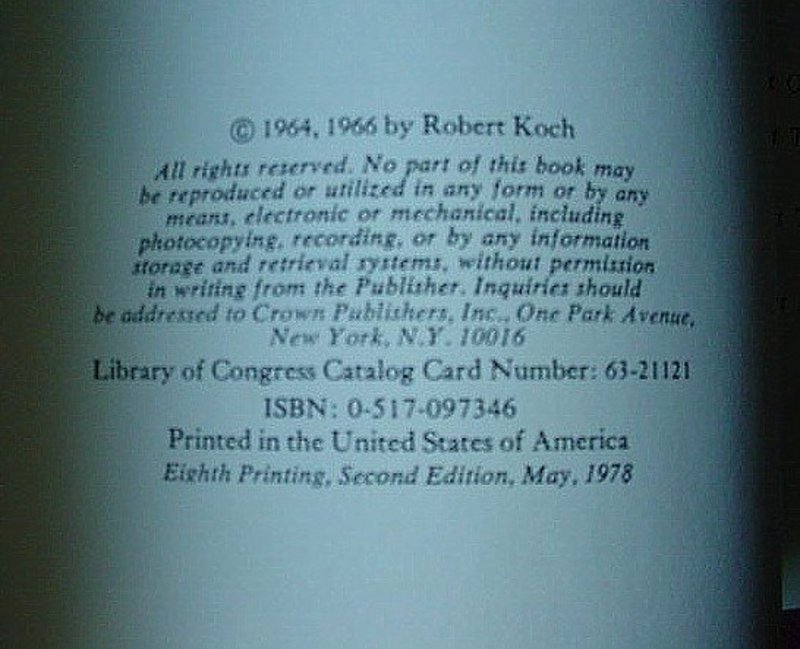 © 1964, 1966 by Robert Koch
All rights reserved. No part of this book may
be reproduced or utilized in any form or by any
means, electronic or mechanical, including
photocopying, recording, or by any information
storage and retrieval systems, without permission
in writing from the Publisher. Inquiries should
be addressed to Crown Publishers, Inc., One Park Avenue,
New York, N.Y. 10016
Library of Congress Catalog Card Number: 63-21121
ISBN: 0-517-097346
Printed in the United States of America
Eighth Printing, Second Edition, May, 1978